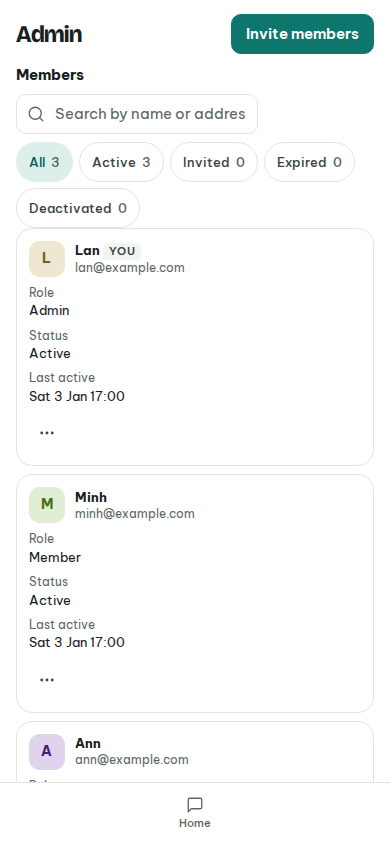 Admin
Invite members
Members
Search by name or addres
All 3
Active 3
Invited 0
Expired 0
Deactivated 0
L
Lan YOU
lan@example.com
Role
Admin
Status
Active
Last active
Sat 3 Jan 17:00
...
M
Minh
minh@example.com
Role
Member
Status
Active
Last active
Sat 3 Jan 17:00
...
A
Ann
ann@example.com
Home